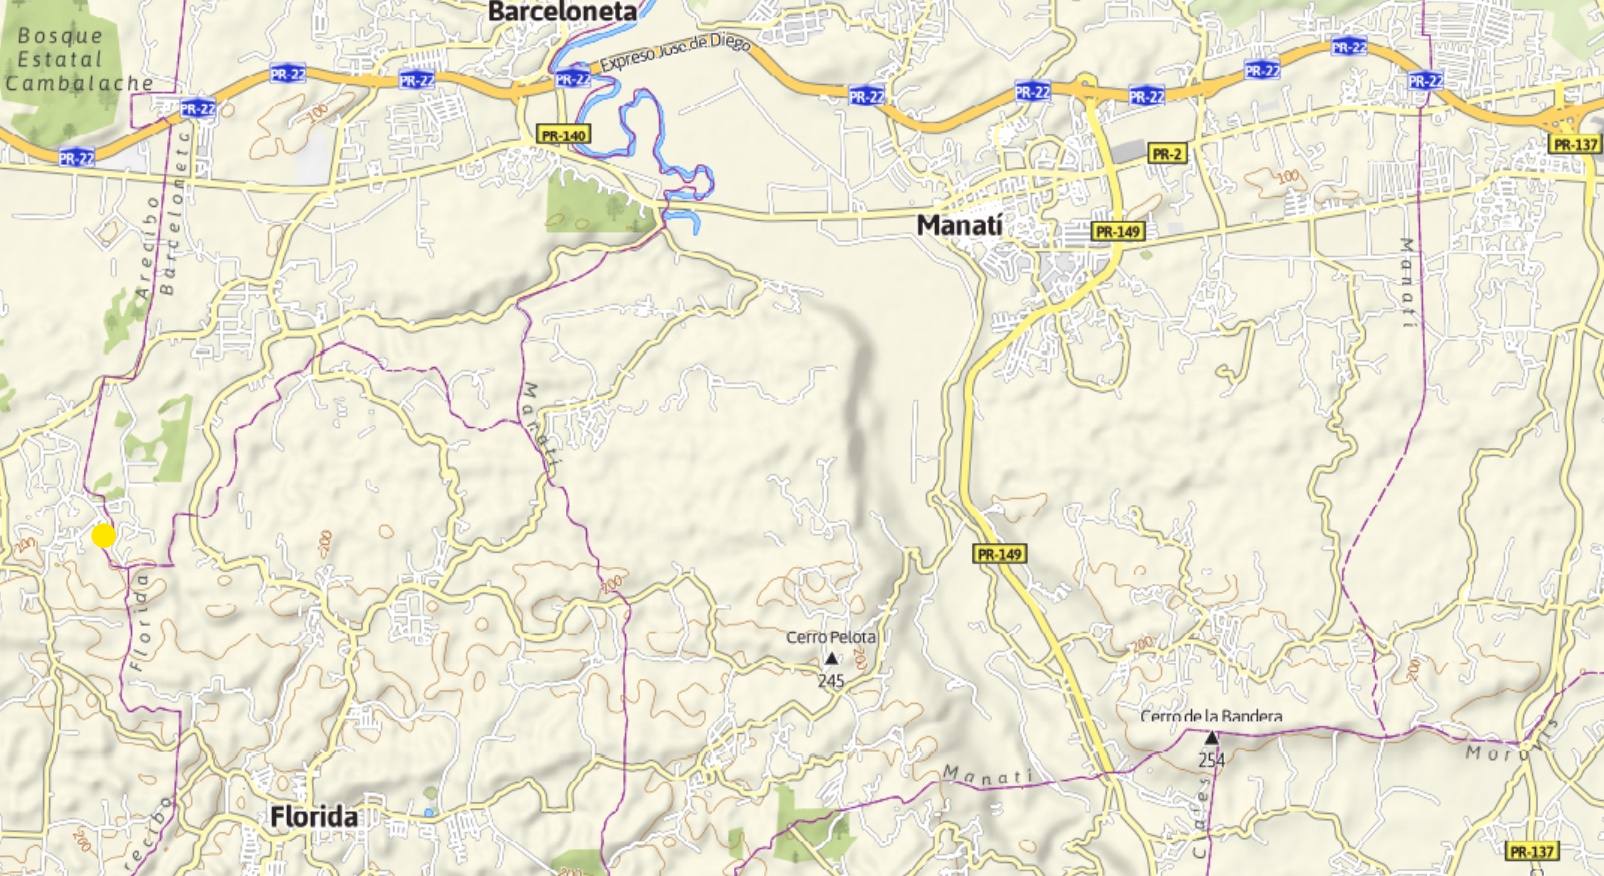 Barceloneta
Bosque
Estatal
Cambalache
Expreso José de Diego
PR-22
PR-22
PR-22
PR-22
PR-22
PR-22
PR-22
PR-22
PR-22
PR-22
PR-22
100
PR-140
PR-2
PR-137
100
Arecibo
Barceloneta
Manatí
PR-149
Manatí
Manatí
200
200
200
PR-149
Florida
Cerro Pelota
245
200
200
200
Cerro de la Bandera
254
Morovis
Manatí
Ciales
Florida
Arecibo
200
200
PR-137